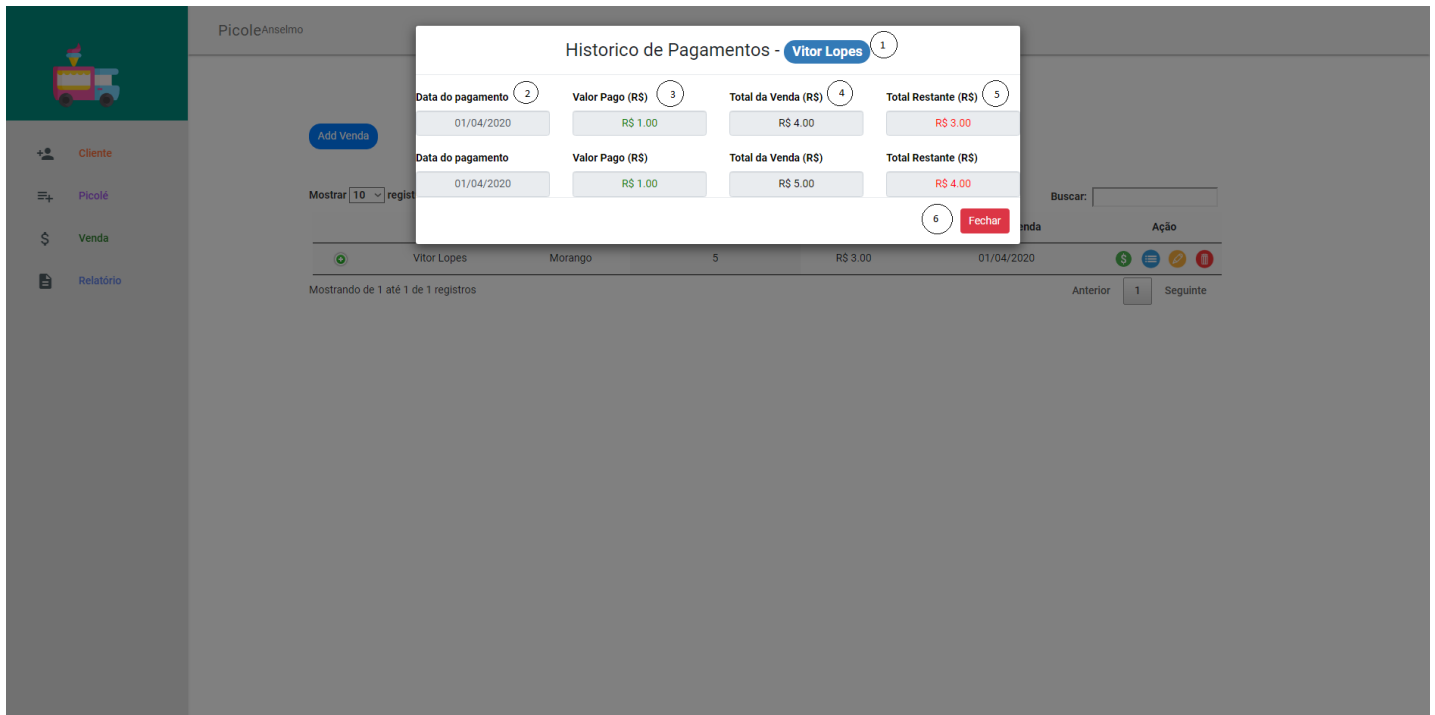 PicoleAnselmo
Historico de Pagamentos - Vitor Lopes 1
Data do pagamento 2 Valor Pago (R$) 3 Total da Venda (R$) 4 Total Restante (R$) 5
01/04/2020 R$ 1.00 R$ 4.00 R$ 3.00
Data do pagamento Valor Pago (R$) Total da Venda (R$) Total Restante (R$)
01/04/2020 R$ 1.00 R$ 5.00 R$ 4.00
6 Fechar
Cliente
Picolé
Venda
Relatório
Add Venda
Mostrar 10 regist Buscar:
enda Ação
Vitor Lopes Morango 5 R$ 3.00 01/04/2020 $
Mostrando de 1 até 1 de 1 registros Anterior 1 Seguinte